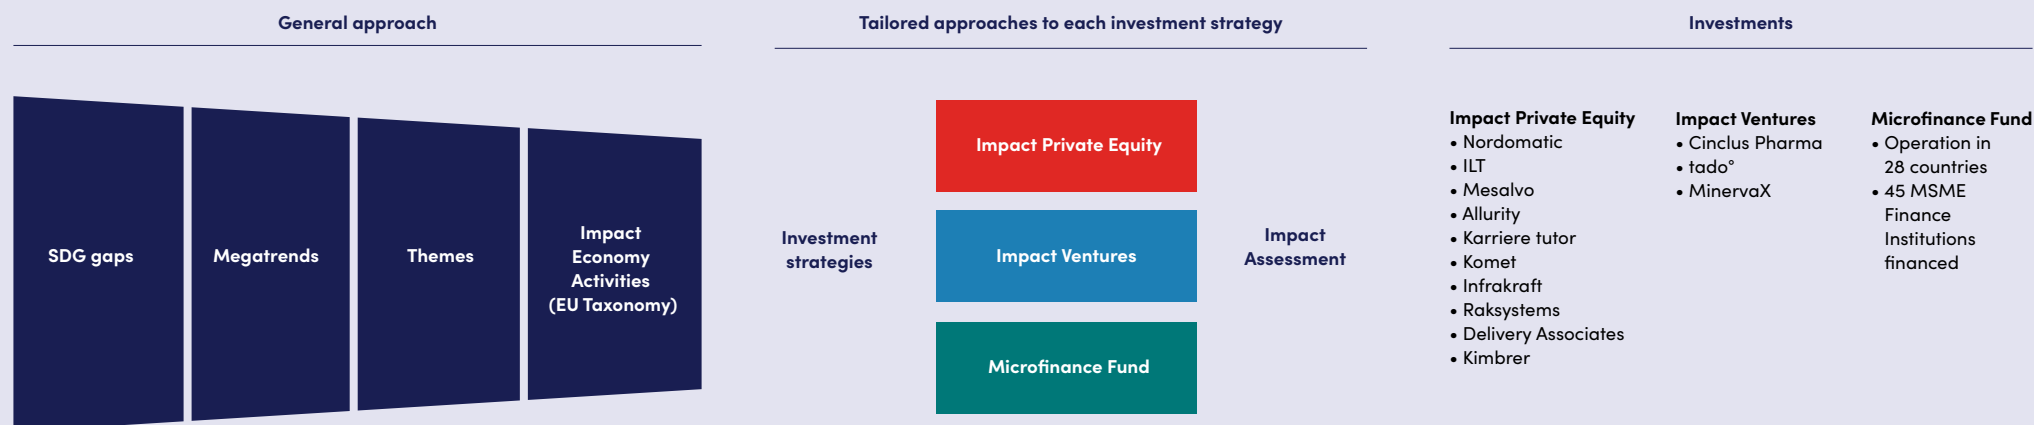 General approach
Tailored approaches to each investment strategy
Investments
SDG gaps
Megatrends
Themes
Impact
Economy
Activities
(EU Taxonomy)
Investment
strategies
Impact Private Equity
Impact Ventures
Microfinance Fund
Impact
Assessment
Impact Private Equity
• Nordomatic
• ILT
• Mesalvo
• Allurity
• Karriere tutor
• Komet
• Infrakraft
• Raksystems
• Delivery Associates
• Kimbrer
Impact Ventures
• Cinclus Pharma
• tado°
• MinervaX
Microfinance Fund
• Operation in
28 countries
• 45 MSME
Finance
Institutions
financed